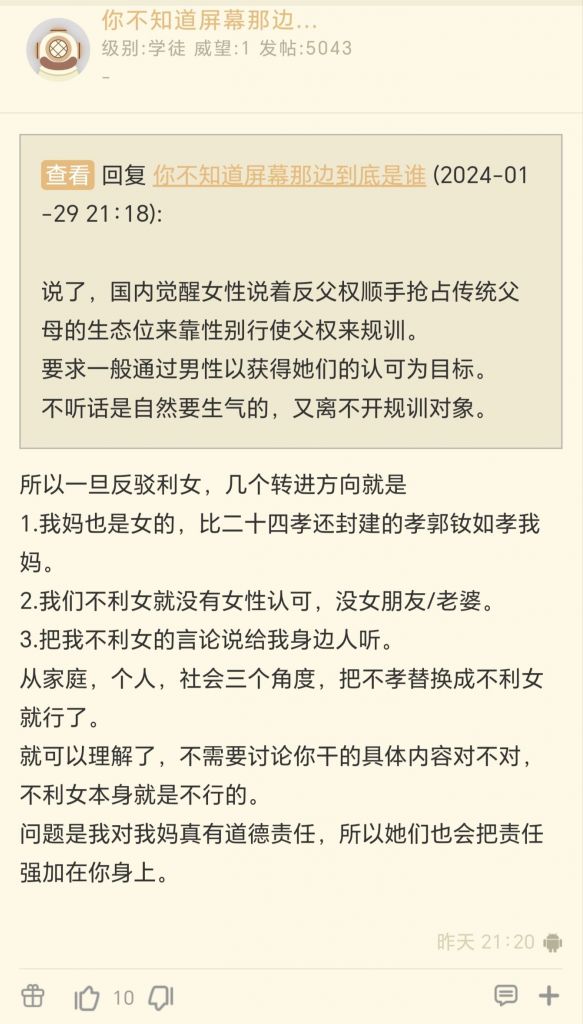 你不知道屏幕那边...
级别:学徒 威望:1 发帖:5043
-
查看 回复 你不知道屏幕那边到底是谁 (2024-01
-29 21:18):
说了，国内觉醒女性说着反父权顺手抢占传统父
母的生态位来靠性别行使父权来规训。
要求一般通过男性以获得她们的认可为目标。
不听话是自然要生气的，又离不开规训对象。
所以一旦反驳利女，几个转进方向就是
1.我妈也是女的，比二十四孝还封建的孝郭钕如孝我
妈。
2.我们不利女就没有女性认可，没女朋友/老婆。
3.把我不利女的言论说给我身边人听。
从家庭，个人，社会三个角度，把不孝替换成不利女
就行了。
就可以理解了，不需要讨论你干的具体内容对不对，
不利女本身就是不行的。
问题是我对我妈真有道德责任，所以她们也会把责任
强加在你身上。
昨天 21:20
10